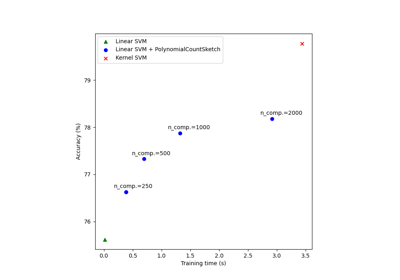 Linear SVM
Linear SVM + PolynomialCountSketch
Kernel SVM
79
n_comp.=2000
78
n_comp.=1000
Accuracy (%)
n_comp.=500
77
n_comp.=250
76
0.0 0.5 1.0 1.5 2.0 2.5 3.0 3.5
Training time (s)